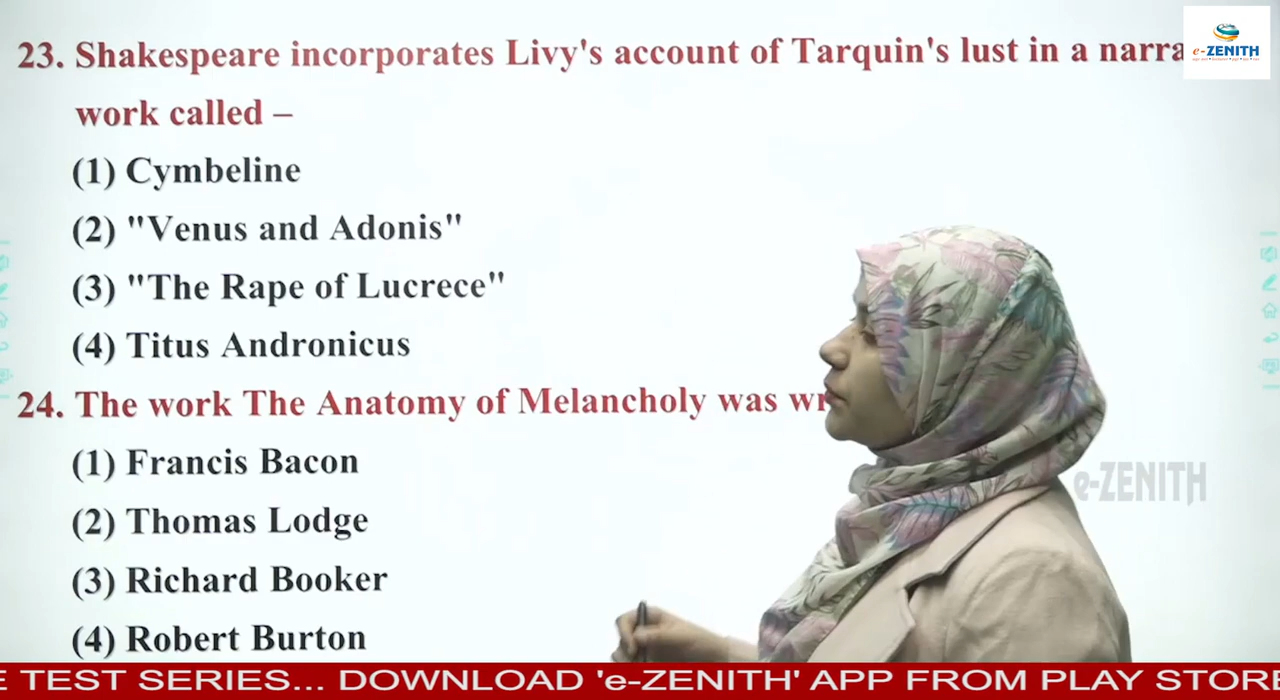 23. Shakespeare incorporates Livy's account of Tarquin's lust in a
work called –
(1) Cymbeline
(2) "Venus and Adonis"
(3) "The Rape of Lucrece"
(4) Titus Andronicus
24. The work The Anatomy of Melancholy was
(1) Francis Bacon
(2) Thomas Lodge
(3) Richard Booker
(4) Robert Burton
e-ZENITH
e-ZENITH
TEST SERIES... DOWNLOAD 'e-ZENITH' APP FROM PLAY STORE